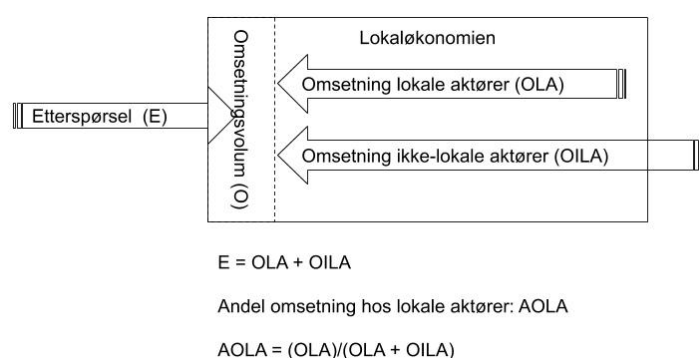 Lokaløkonomien
Omsetningsvolum (O)
Omsetning lokale aktører (OLA)
Etterspørsel (E)
Omsetning ikke-lokale aktører (OILA)
E = OLA + OILA
Andel omsetning hos lokale aktører: AOLA
AOLA = (OLA)/(OLA + OILA)